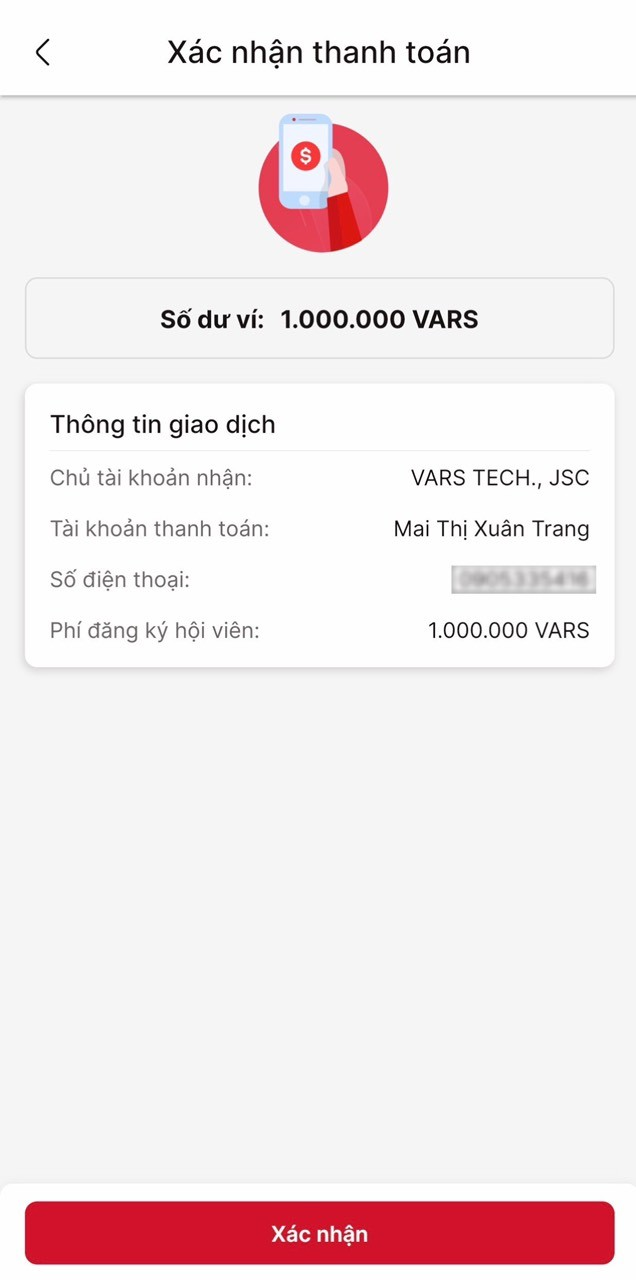 Xác nhận thanh toán
$
Số dư ví: 1.000.000 VARS
Thông tin giao dịch
Chủ tài khoản nhận: VARS TECH., JSC
Tài khoản thanh toán: Mai Thị Xuân Trang
Số điện thoại:
Phí đăng ký hội viên: 1.000.000 VARS
Xác nhận